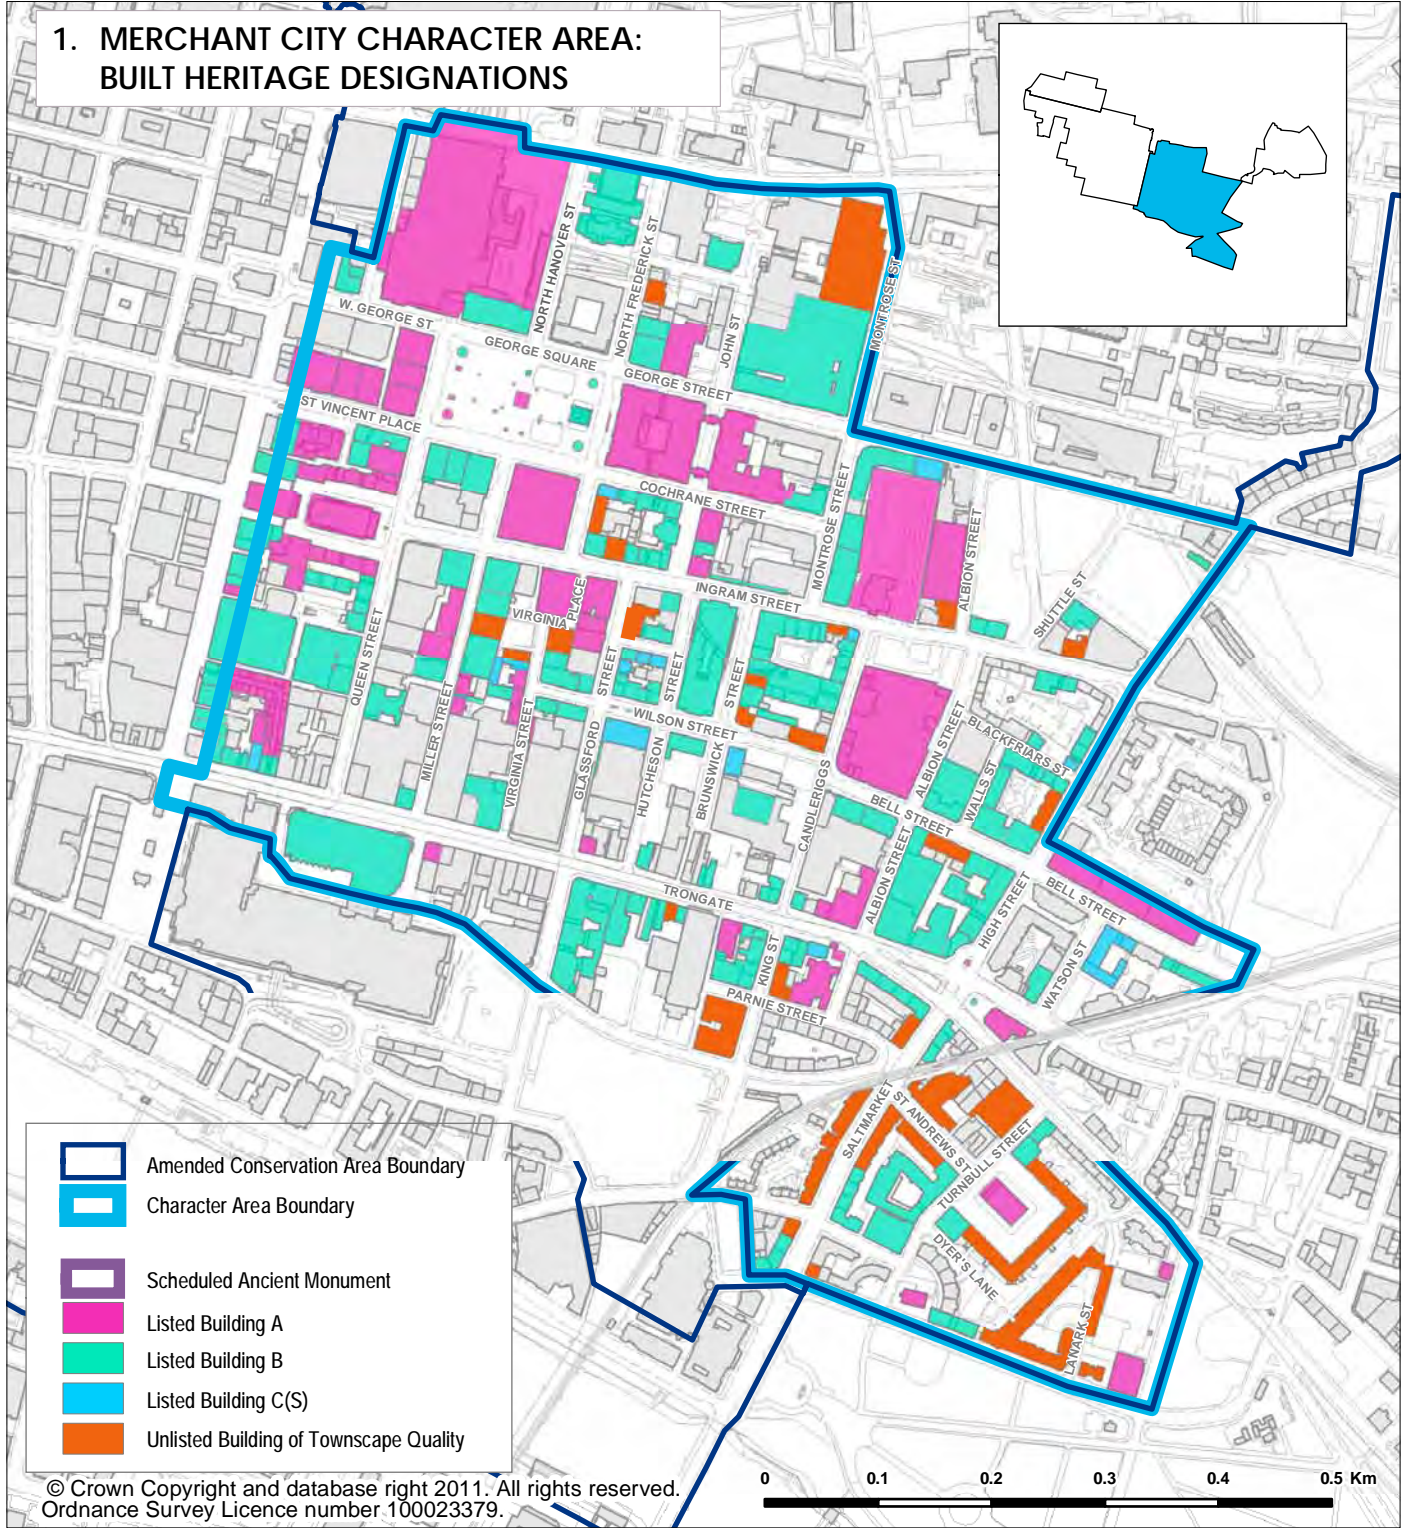 1. MERCHANT CITY CHARACTER AREA:
BUILT HERITAGE DESIGNATIONS
NORTH HANOVER ST
NORTH FREDERICK ST
JOHN ST
MONTROSE ST
W. GEORGE ST
GEORGE SQUARE
GEORGE STREET
ST VINCENT PLACE
COCHRANE STREET
MONTROSE STREET
ALBION STREET
INGRAM STREET
SHUTTLE ST
VIRGINIA PLACE
QUEEN STREET
MILLER STREET
VIRGINIA STREET
GLASSFORD STREET
HUTCHESON STREET
BRUNSWICK STREET
WILSON STREET
CANDLERIGGS
ALBION STREET
BLACKFRIARS ST
WALLS ST
BELL STREET
ALBION STREET
HIGH STREET
BELL STREET
WATSON ST
TRONGATE
KING ST
PARNIE STREET
SALTMARKET
ST ANDREWS ST
TURNBULL STREET
DYER'S LANE
LANARK ST
Amended Conservation Area Boundary
Character Area Boundary
Scheduled Ancient Monument
Listed Building A
Listed Building B
Listed Building C(S)
Unlisted Building of Townscape Quality
© Crown Copyright and database right 2011. All rights reserved.
Ordnance Survey Licence number 100023379.
0 0.1 0.2 0.3 0.4 0.5 Km